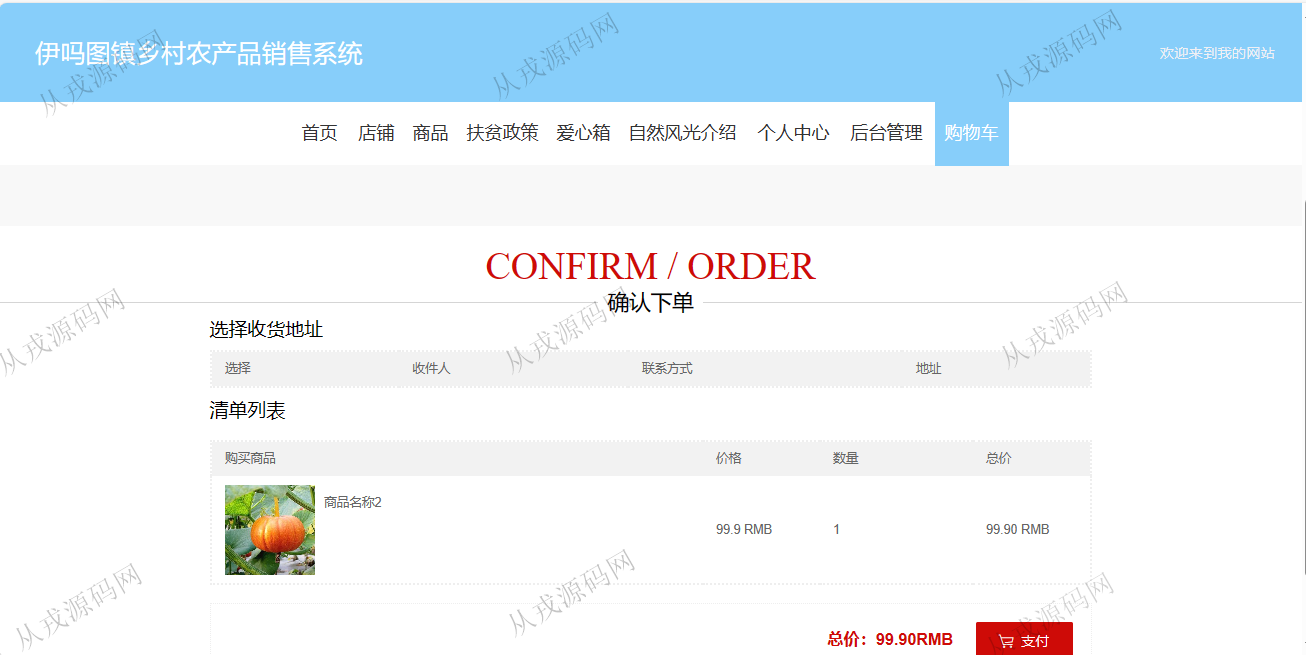 伊吗图镇乡村农产品销售系统
欢迎来到我的网站
首页 店铺 商品 扶贫政策 爱心箱 自然风光介绍 个人中心 后台管理 购物车
CONFIRM / ORDER
确认下单
选择收货地址
选择 收件人 联系方式 地址
清单列表
购买商品 价格 数量 总价
商品名称2
99.9 RMB 1 99.90 RMB
总价：99.90RMB 支付
从戎源码网
从戎源码网
从戎源码网
从戎源码网
从戎源码网
从戎源码网
从戎源码网
从戎源码网
从戎源码网